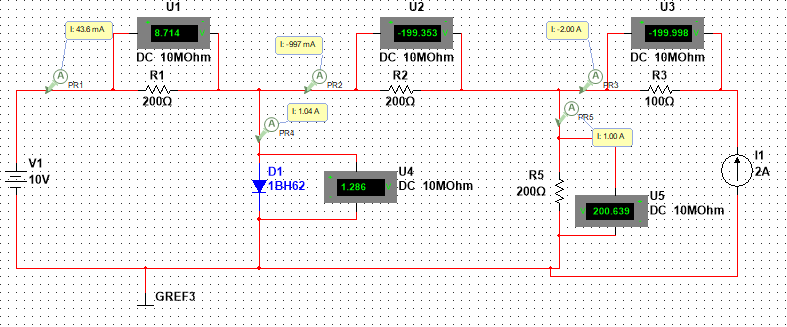 U1
U2
U3
I: 43.6 mA
8.714
I: -997 mA
-199.353
I: -2.00 A
-199.998
DC 10MOhm
DC 10MOhm
DC 10MOhm
A
PR1
R1
200Ω
A
PR2
R2
200Ω
A
PR3
R3
100Ω
I: 1.04 A
A
PR4
A
PR5
I: 1.00 A
V1
10V
D1
1BH62
U4
1.286
DC 10MOhm
R5
200Ω
I1
2A
U5
200.639
DC 10MOhm
GREF3